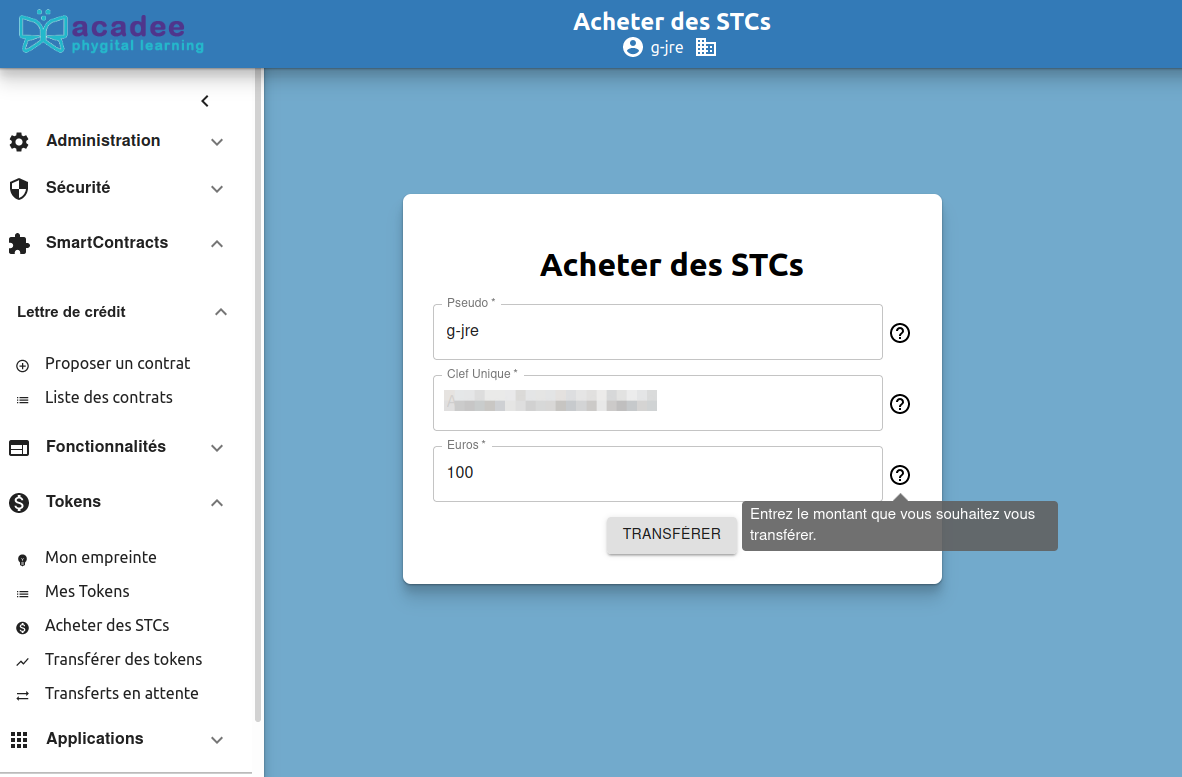 acadee
phygital learning
Acheter des STCs
g-jre
Administration
Sécurité
SmartContracts
Lettre de crédit
Proposer un contrat
Liste des contrats
Fonctionnalités
Tokens
Mon empreinte
Mes Tokens
Acheter des STCs
Transférer des tokens
Transferts en attente
Applications
Acheter des STCs
Pseudo *
g-jre
Clef Unique *
Euros *
100
Entrez le montant que vous souhaitez vous
transférer.
TRANSFÉRER